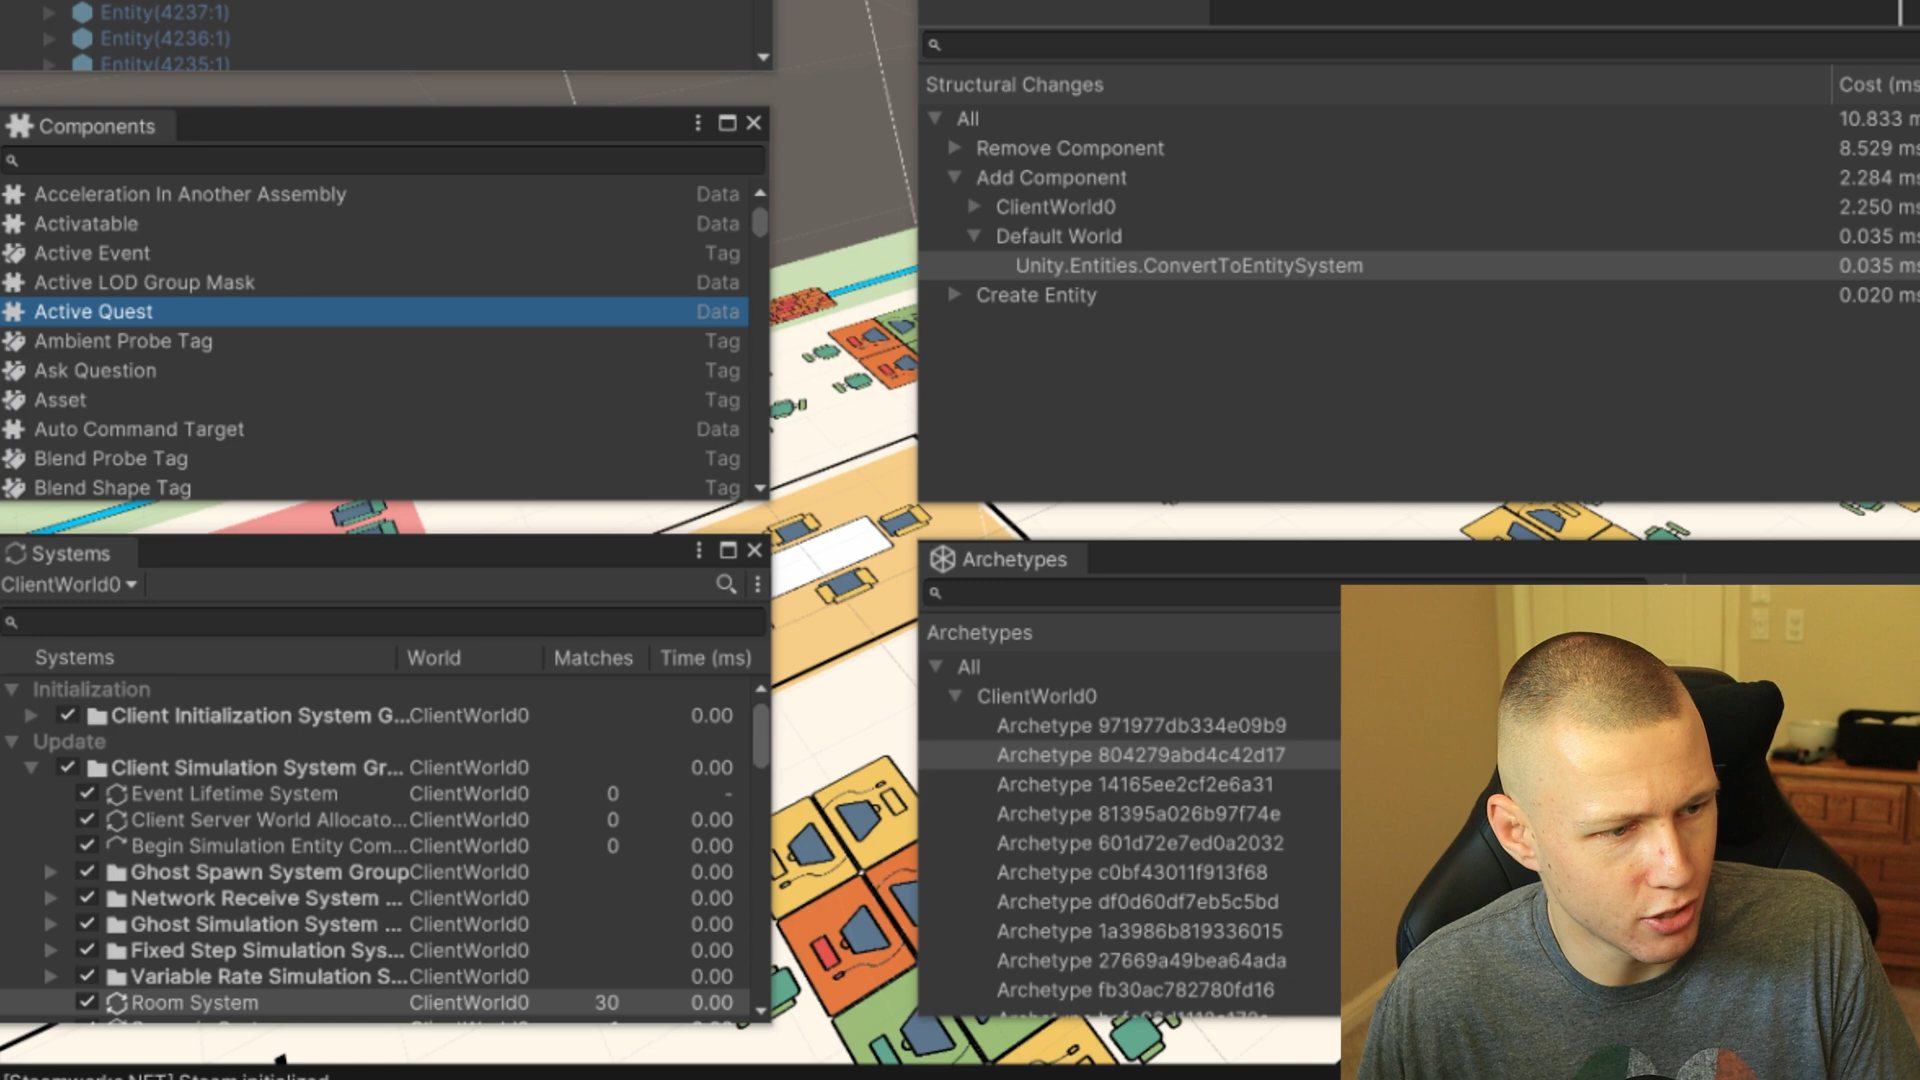 Entity(4237:1)
Entity(4236:1)
Entity(4235:1)
Components
Acceleration In Another Assembly Data
Activatable Data
Active Event Tag
Active LOD Group Mask Data
Active Quest Data
Ambient Probe Tag Tag
Ask Question Tag
Asset Tag
Auto Command Target Data
Blend Probe Tag Tag
Blend Shape Tag Tag
Systems
ClientWorld0
Systems World Matches Time (ms)
Initialization
Client Initialization System G... ClientWorld0 0.00
Update
Client Simulation System Gr... ClientWorld0 0.00
Event Lifetime System ClientWorld0 0 -
Client Server World Allocato... ClientWorld0 0 0.00
Begin Simulation Entity Com... ClientWorld0 0 0.00
Ghost Spawn System Group ClientWorld0 0.00
Network Receive System ... ClientWorld0 0.00
Ghost Simulation System ... ClientWorld0 0.00
Fixed Step Simulation Sys... ClientWorld0 0.00
Variable Rate Simulation S... ClientWorld0 0.00
Room System ClientWorld0 30 0.00
[Steamworks.NET] Steam initialized
Structural Changes Cost (ms
All 10.833 m
Remove Component 8.529 ms
Add Component 2.284 ms
ClientWorld0 2.250 ms
Default World 0.035 ms
Unity.Entities.ConvertToEntitySystem 0.035 ms
Create Entity 0.020 ms
Archetypes
Archetypes
All
ClientWorld0
Archetype 971977db334e09b9
Archetype 804279abd4c42d17
Archetype 14165ee2cf2e6a31
Archetype 81395a026b97f74e
Archetype 601d72e7ed0a2032
Archetype c0bf43011f913f68
Archetype df0d60df7eb5c5bd
Archetype 1a3986b819336015
Archetype 27669a49bea64ada
Archetype fb30ac782780fd16